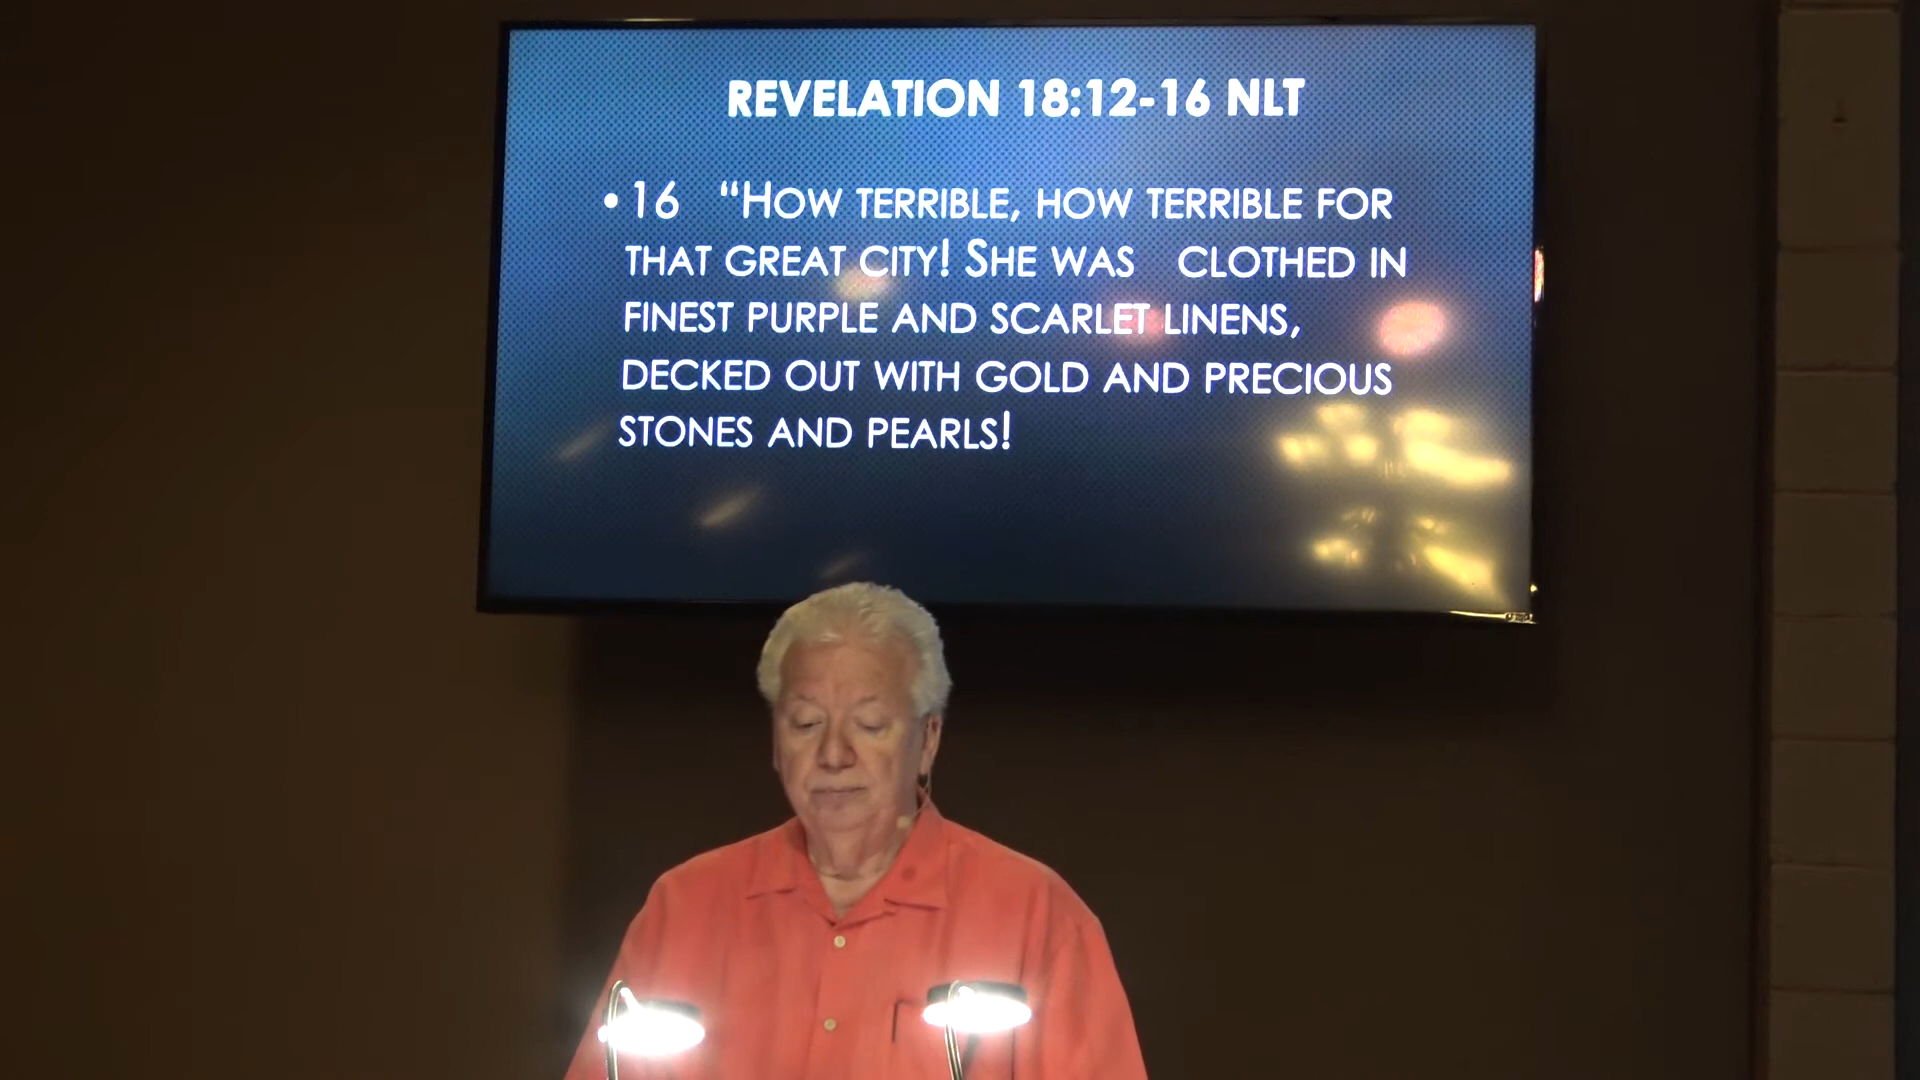 REVELATION 18:12-16 NLT
• 16 “HOW TERRIBLE, HOW TERRIBLE FOR
THAT GREAT CITY! SHE WAS CLOTHED IN
FINEST PURPLE AND SCARLET LINENS,
DECKED OUT WITH GOLD AND PRECIOUS
STONES AND PEARLS!